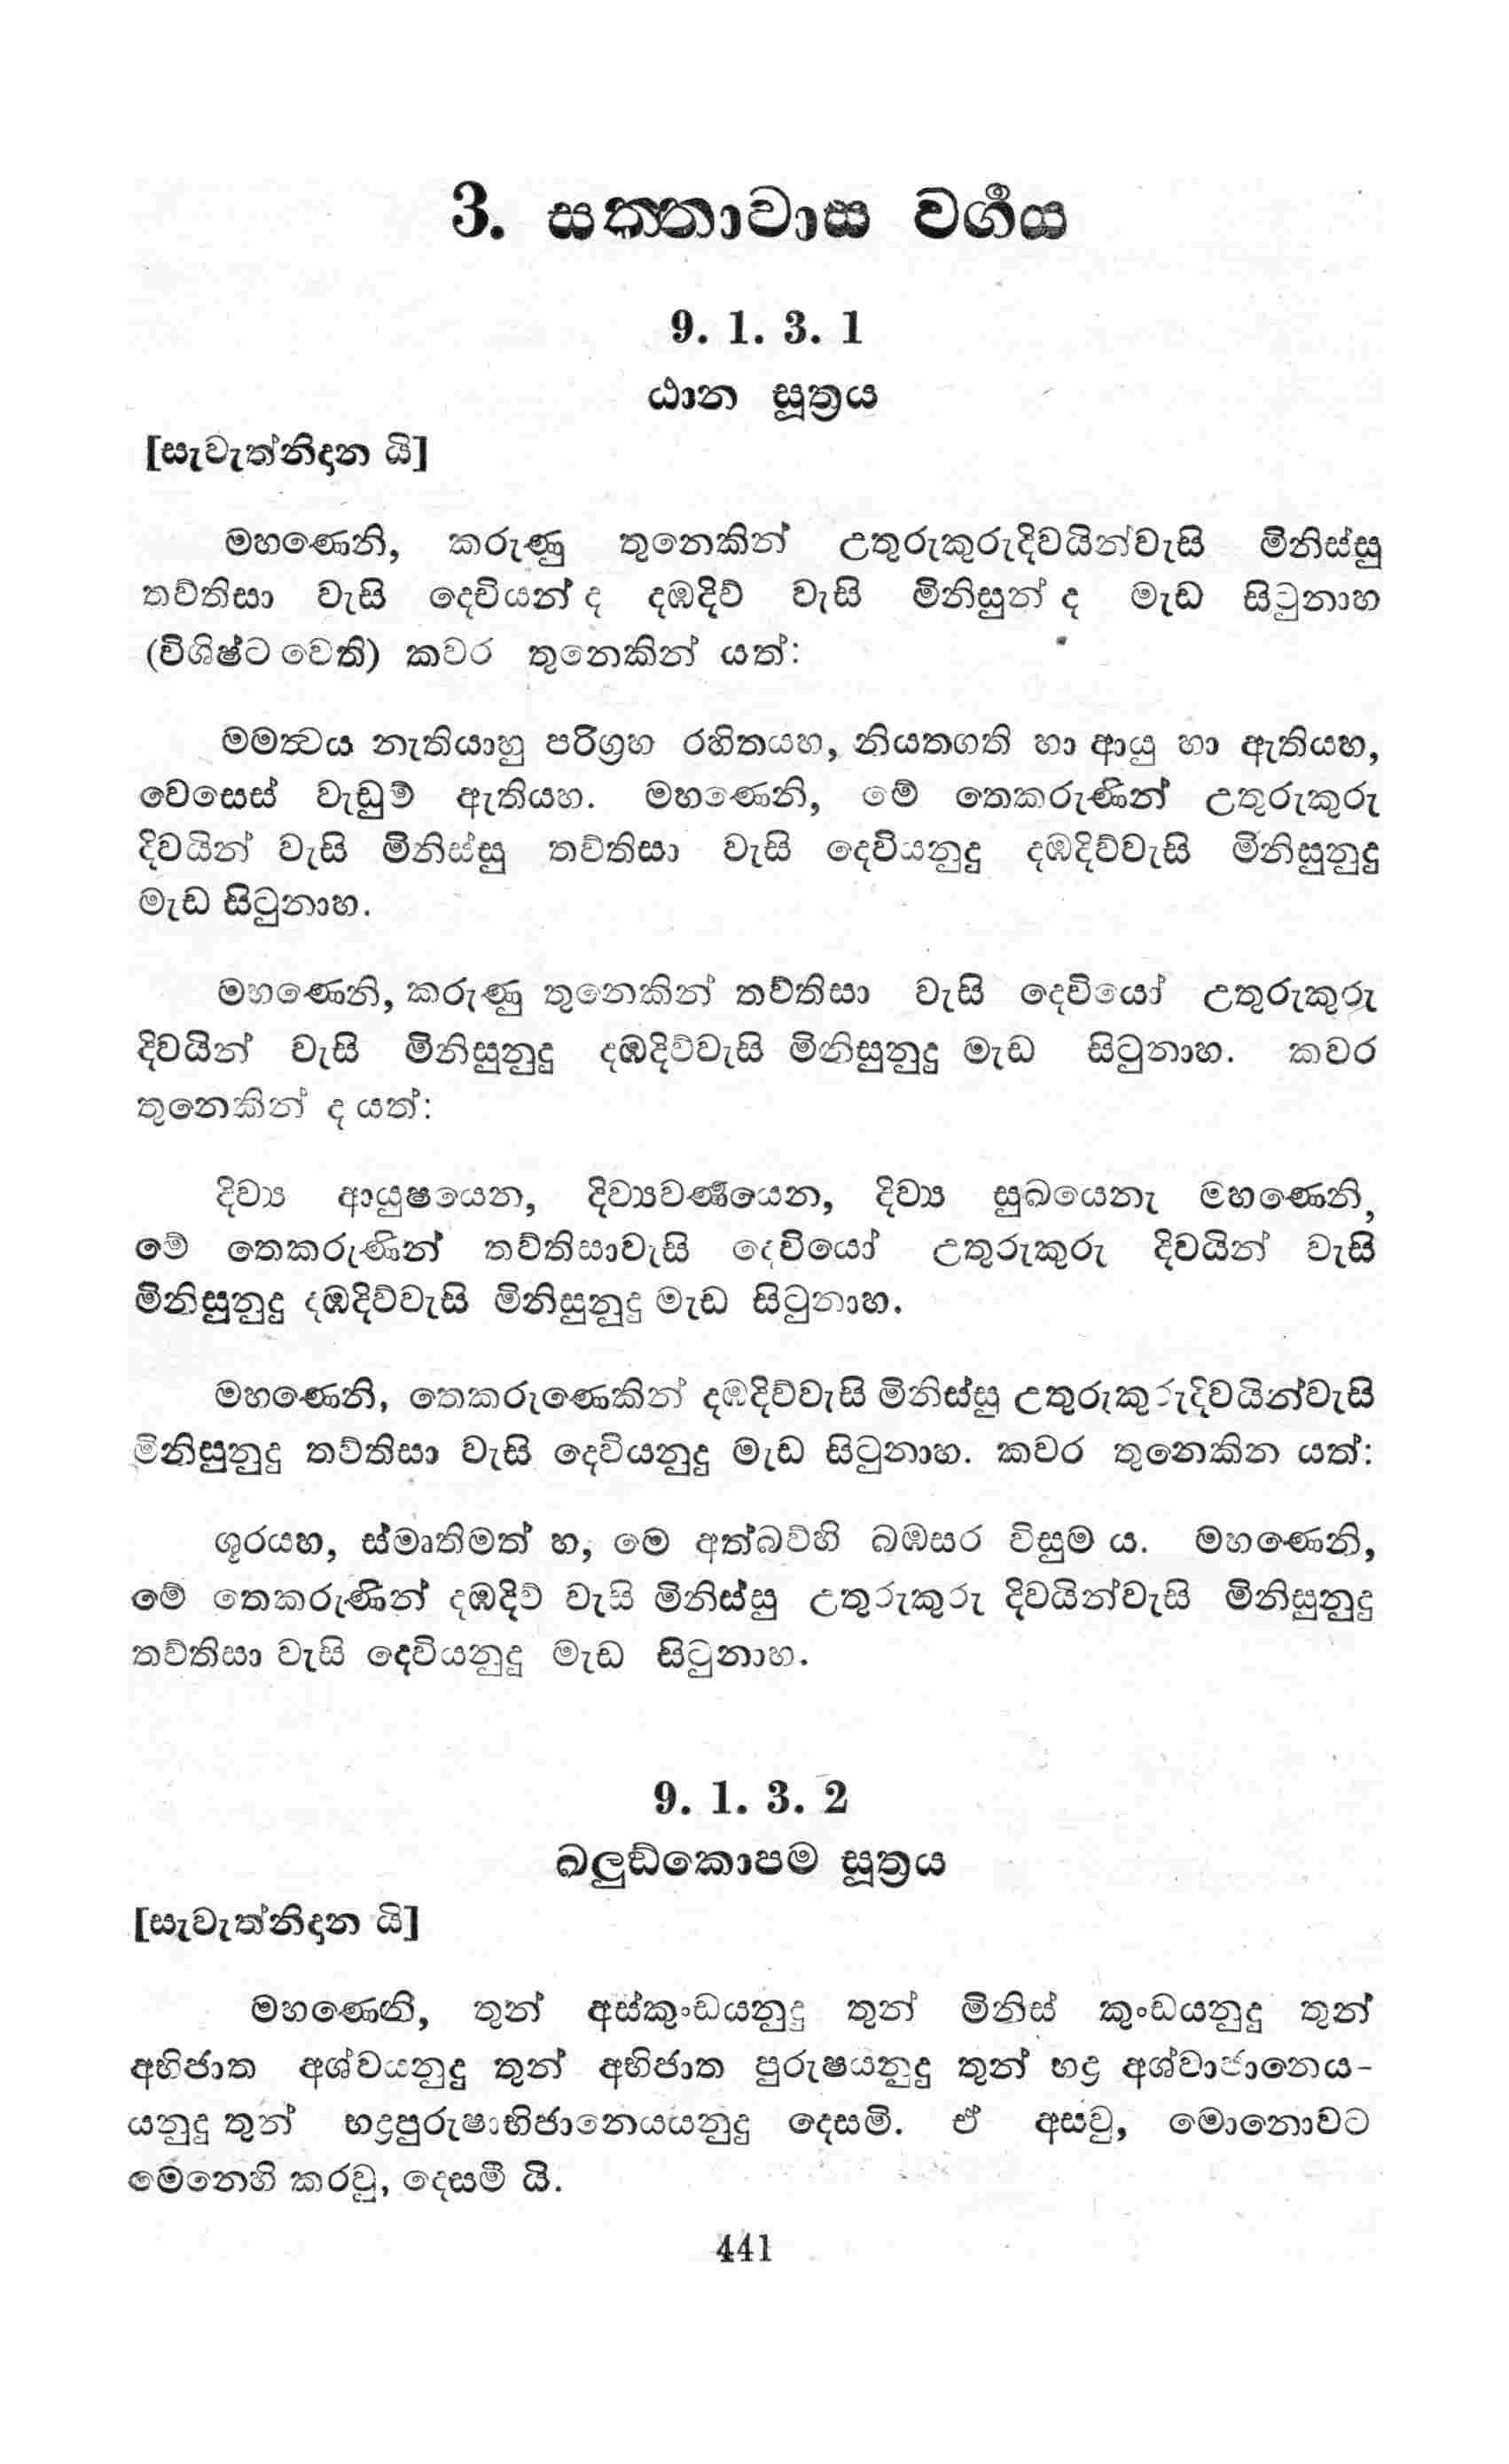 3. සත්තාවාස වර්‍ගය
9. 1. 3. 1
ඨාන සූත්‍රය
[සැවැත්නිදාන යි]
මහණෙනි, කරුණු තුනෙකින් උතුරුකුරුදිවයින්වැසි මිනිස්සු
තව්තිසා වැසි දෙවියන් ද දඹදිව් වැසි මිනිසුන් ද මැඩ සිටුනාහ
(විශිෂ්ට වෙති) කවර තුනෙකින් යත්:
මමත්‍වය නැතියාහු පරිග්‍රහ රහිතයහ, නියතගති හා ආයු හා ඇතියහ,
වෙසෙස් වැඩුම් ඇතියහ. මහණෙනි, මේ තෙකරුණින් උතුරුකුරු
දිවයින් වැසි මිනිස්සු තව්තිසා වැසි දෙවියනුදු දඹදිව්වැසි මිනිසුනුදු
මැඩ සිටුනාහ.
මහණෙනි, කරුණු තුනෙකින් තව්තිසා වැසි දෙවියෝ උතුරුකුරු
දිවයින් වැසි මිනිසුනුදු දඹදිව්වැසි මිනිසුනුදු මැඩ සිටුනාහ. කවර
තුනෙකින් ද යත්:
දිව්‍ය ආයුෂයෙන, දිව්‍යවර්‍ණයෙන, දිව්‍ය සුඛයෙනැ මහණෙනි,
මේ තෙකරුණින් තව්තිසාවැසි දෙවියෝ උතුරුකුරු දිවයින් වැසි
මිනිසුනුදු දඹදිව්වැසි මිනිසුනුදු මැඩ සිටුනාහ.
මහණෙනි, තෙකරුණෙකින් දඹදිව්වැසි මිනිස්සු උතුරුකුරුදිවයින්වැසි
මිනිසුනුදු තව්තිසා වැසි දෙවියනුදු මැඩ සිටුනාහ. කවර තුනෙකින යත්:
ශූරයහ, ස්මෘතිමත් හ, මෙ අත්බව්හි බඹසර විසුම ය. මහණෙනි,
මේ තෙකරුණින් දඹදිව් වැසි මිනිස්සු උතුරුකුරු දිවයින්වැසි මිනිසුනුදු
තව්තිසා වැසි දෙවියනුදු මැඩ සිටුනාහ.
9. 1. 3. 2
ඛලුඞ්කොපම සූත්‍රය
[සැවැත්නිදාන යි]
මහණෙනි, තුන් අස්කුංඩයනුදු තුන් මිනිස් කුංඩයනුදු තුන්
අභිජාත අශ්වයනුදු තුන් අභිජාත පුරුෂයනුදු තුන් භද්‍ර අශ්වාජානෙය-
යනුදු තුන් භද්‍රපුරුෂාභිජානෙයයනුදු දෙසමි. ඒ අසවු, මොනොවට
මෙනෙහි කරවු, දෙසමි යි.
441